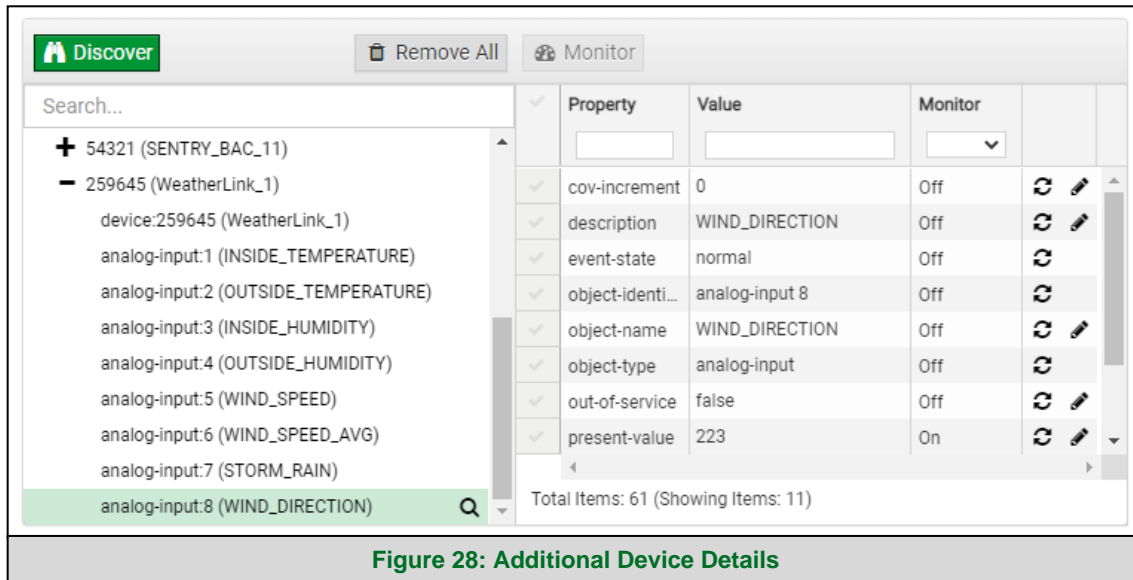 Discover
Remove All
Monitor
Search...
54321 (SENTRY_BAC_11)
259645 (WeatherLink_1)
device:259645 (WeatherLink_1)
analog-input:1 (INSIDE_TEMPERATURE)
analog-input:2 (OUTSIDE_TEMPERATURE)
analog-input:3 (INSIDE_HUMIDITY)
analog-input:4 (OUTSIDE_HUMIDITY)
analog-input:5 (WIND_SPEED)
analog-input:6 (WIND_SPEED_AVG)
analog-input:7 (STORM_RAIN)
analog-input:8 (WIND_DIRECTION)
Property Value Monitor
cov-increment 0 Off
description WIND_DIRECTION Off
event-state normal Off
object-identi... analog-input 8 Off
object-name WIND_DIRECTION Off
object-type analog-input Off
out-of-service false Off
present-value 223 On
Total Items: 61 (Showing Items: 11)
Figure 28: Additional Device Details